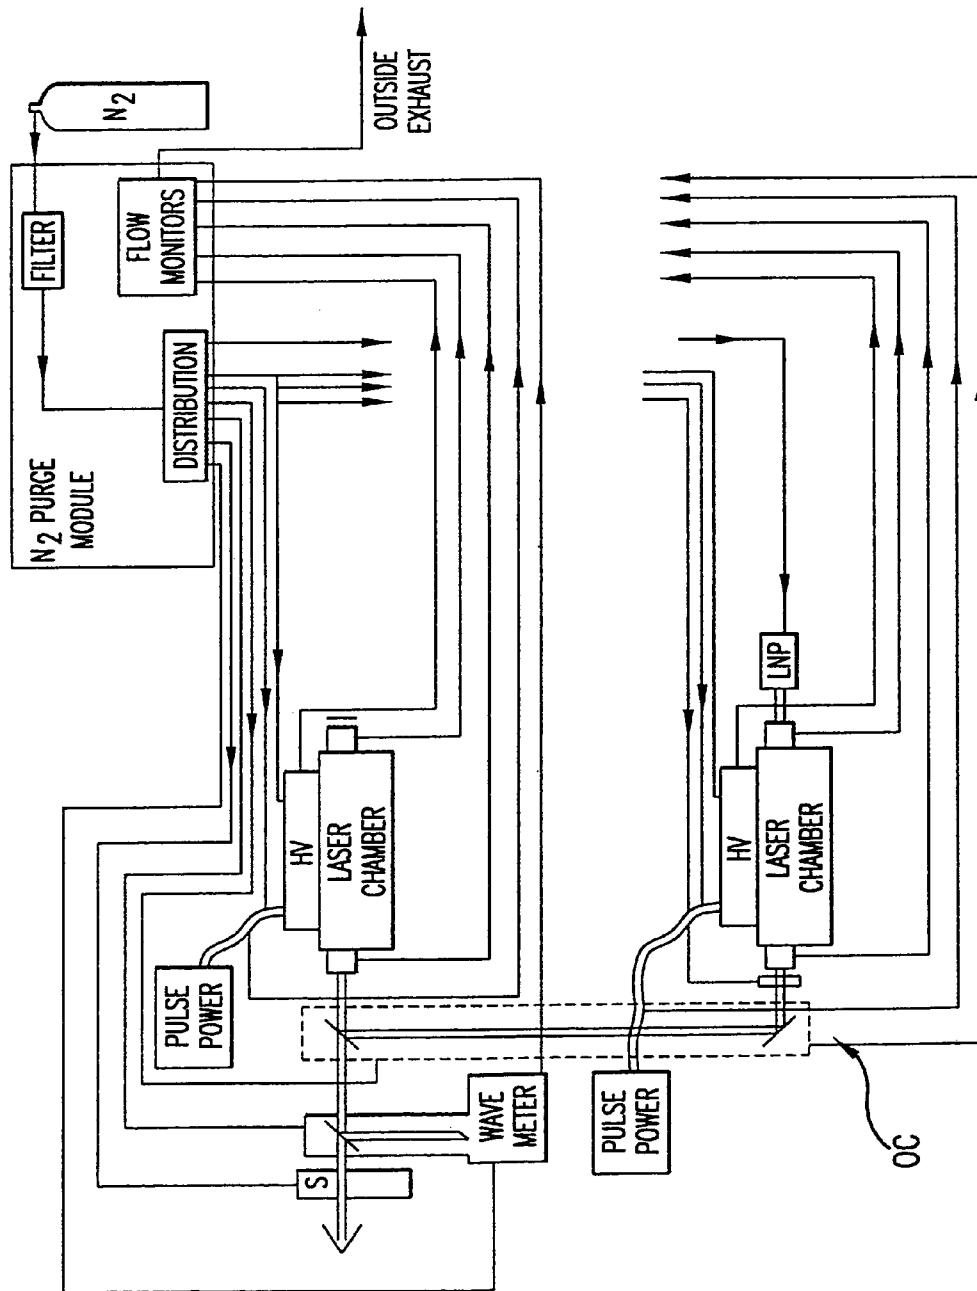 N2
OUTSIDE
EXHAUST
FILTER
FLOW
MONITORS
DISTRIBUTION
N2 PURGE
MODULE
HV
LASER
CHAMBER
PULSE
POWER
WAVE
METER
S
LNP
HV
LASER
CHAMBER
PULSE
POWER
OC